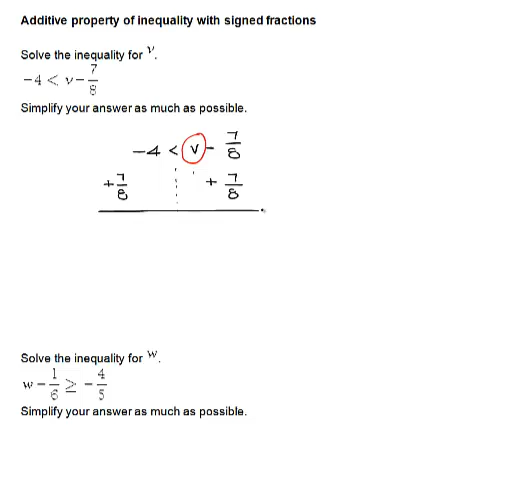 Additive property of inequality with signed fractions
Solve the inequality for v.
-4 < v - 7/8
Simplify your answer as much as possible.
-4 < v - 7/8
+7/8 + 7/8
Solve the inequality for w.
w - 1/6 ≥ - 4/5
Simplify your answer as much as possible.